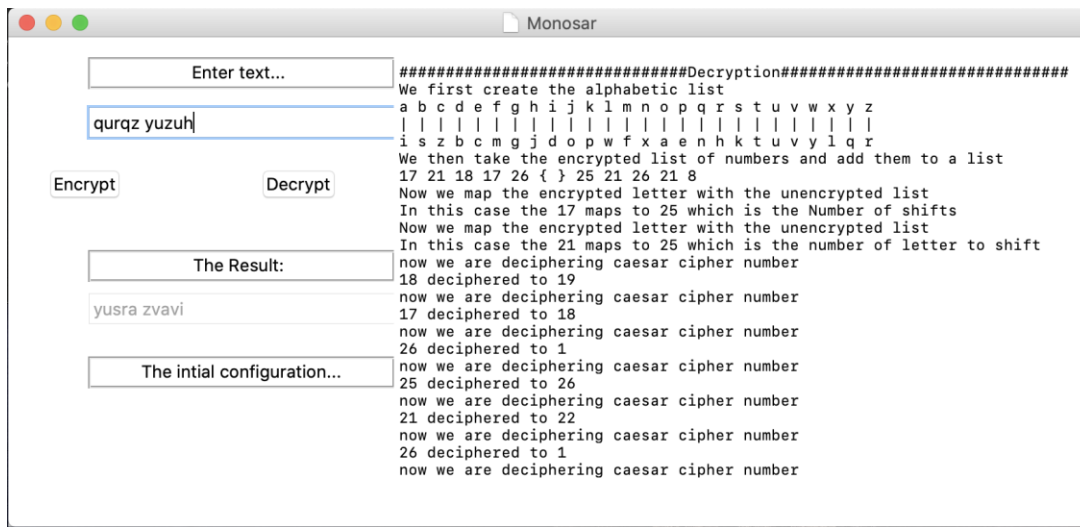 Monosar
Enter text...
qurqz yuzuh
Encrypt
Decrypt
The Result:
yusra zvavi
The intial configuration...
###############################Decryption###############################
We first create the alphabetic list
a b c d e f g h i j k l m n o p q r s t u v w x y z
| | | | | | | | | | | | | | | | | | | | | | | | | |
i s z b c m g j d o p w f x a e n h k t u v y l q r
We then take the encrypted list of numbers and add them to a list
17 21 18 17 26 { } 25 21 26 21 8
Now we map the encrypted letter with the unencrypted list
In this case the 17 maps to 25 which is the Number of shifts
Now we map the encrypted letter with the unencrypted list
In this case the 21 maps to 25 which is the number of letter to shift
now we are deciphering caesar cipher number
18 deciphered to 19
now we are deciphering caesar cipher number
17 deciphered to 18
now we are deciphering caesar cipher number
26 deciphered to 1
now we are deciphering caesar cipher number
25 deciphered to 26
now we are deciphering caesar cipher number
21 deciphered to 22
now we are deciphering caesar cipher number
26 deciphered to 1
now we are deciphering caesar cipher number